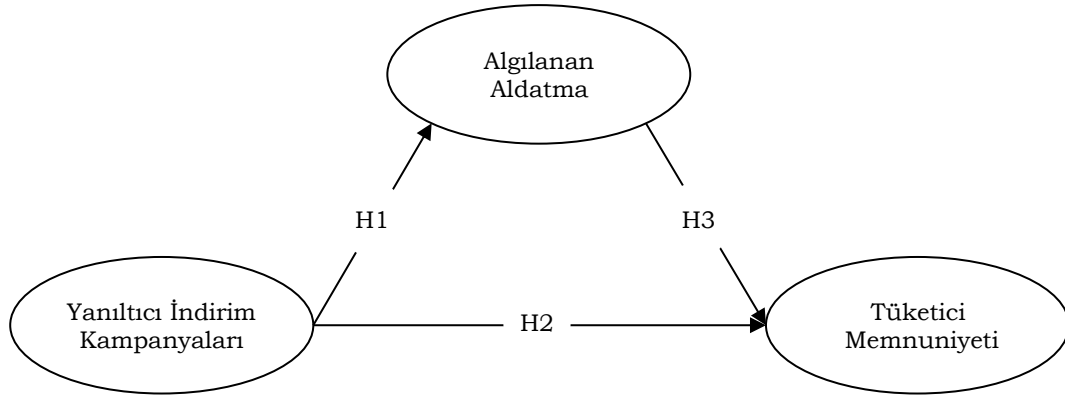 Algılanan
Aldatma
H1
H3
Yanıltıcı İndirim
Kampanyaları
H2
Tüketici
Memnuniyeti